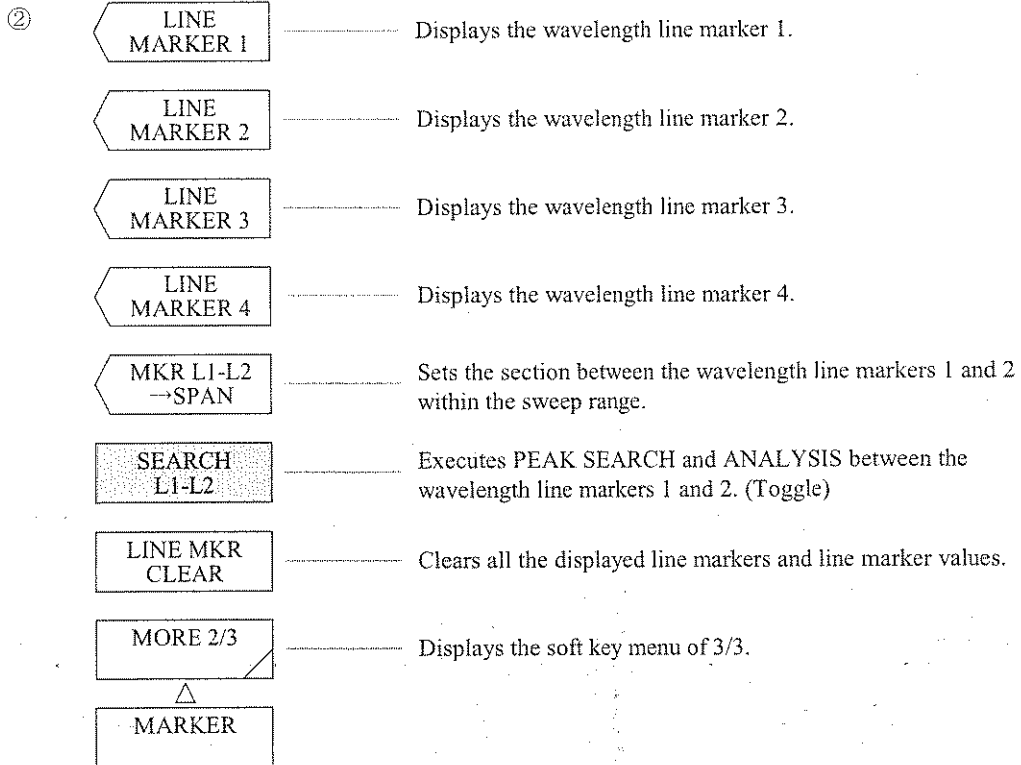 ②
LINE
MARKER 1
Displays the wavelength line marker 1.
LINE
MARKER 2
Displays the wavelength line marker 2.
LINE
MARKER 3
Displays the wavelength line marker 3.
LINE
MARKER 4
Displays the wavelength line marker 4.
MKR L1-L2
→SPAN
Sets the section between the wavelength line markers 1 and 2
within the sweep range.
SEARCH
L1-L2
Executes PEAK SEARCH and ANALYSIS between the
wavelength line markers 1 and 2. (Toggle)
LINE MKR
CLEAR
Clears all the displayed line markers and line marker values.
MORE 2/3
Displays the soft key menu of 3/3.
MARKER